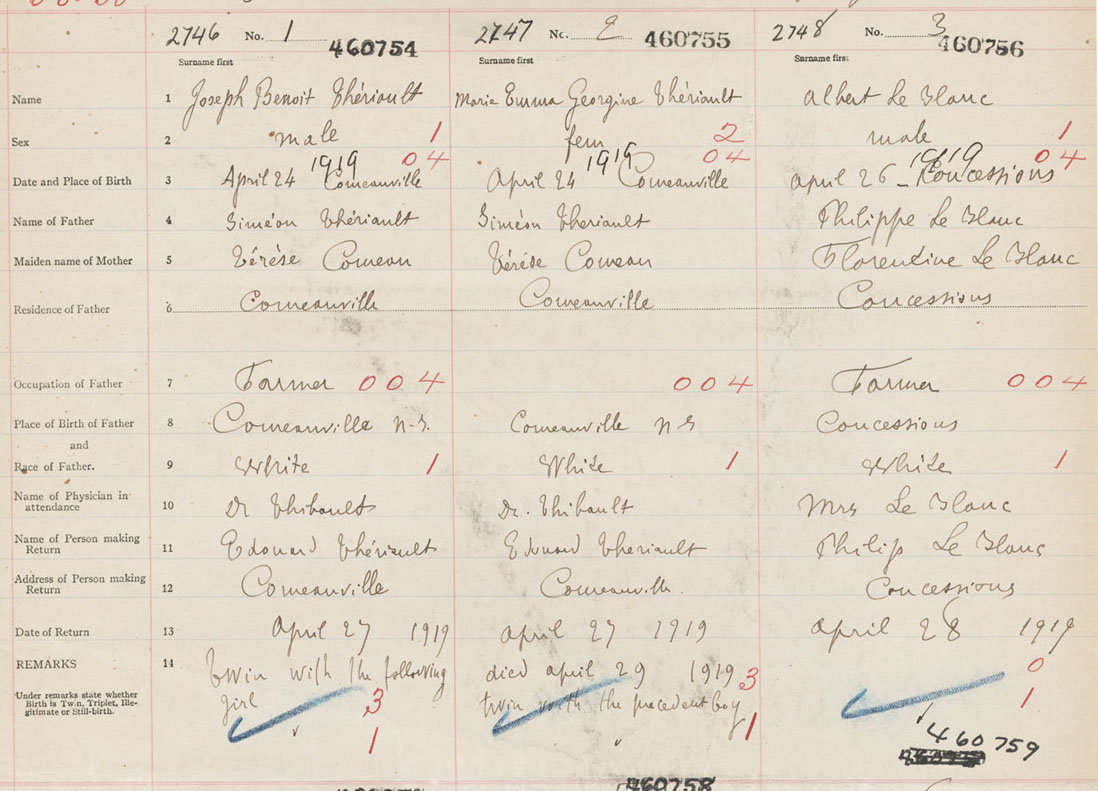 2746 No. 1 460754 2747 No. 2 460755 2748 No. 3 460756
Surname first Surname first Surname first
Name 1 Joseph Benoit Thériault Marie Emma Georgine Thériault Albert Le Blanc
Sex 2 male 1 fem 2 male 1
1919 04 1919 04 1919 04
Date and Place of Birth 3 April 24 Comeauville April 24 Comeauville April 26 - Concessions
Name of Father 4 Siméon Thériault Siméon Theriault Philippe Le Blanc
Maiden name of Mother 5 Térése Comeau Térése Comeau Florentine Le Blanc
Residence of Father 6 Comeauville Comeauville Concessions
Occupation of Father 7 Farmer 004 004 Farmer 004
Place of Birth of Father 8 Comeauville N-S. Comeauville N S Concessions
and
Race of Father. 9 White 1 White 1 White 1
Name of Physician in
attendance 10 Dr Thibault Dr. Thibault Mrs Le Blanc
Name of Person making
Return 11 Edouard Thériault Edouard Theriault Philip Le Blanc
Address of Person making
Return 12 Comeauville Comeauvill. Concessions
Date of Return 13 April 27 1919 April 27 1919 April 28 1919
REMARKS 14 twin with the following died april 29 1919 3 0
Under remarks state whether
Birth is Twin, Triplet, Ille-
gitimate or Still-birth.
girl 3 twin with the precedent boy 1
1 1
460759
460758